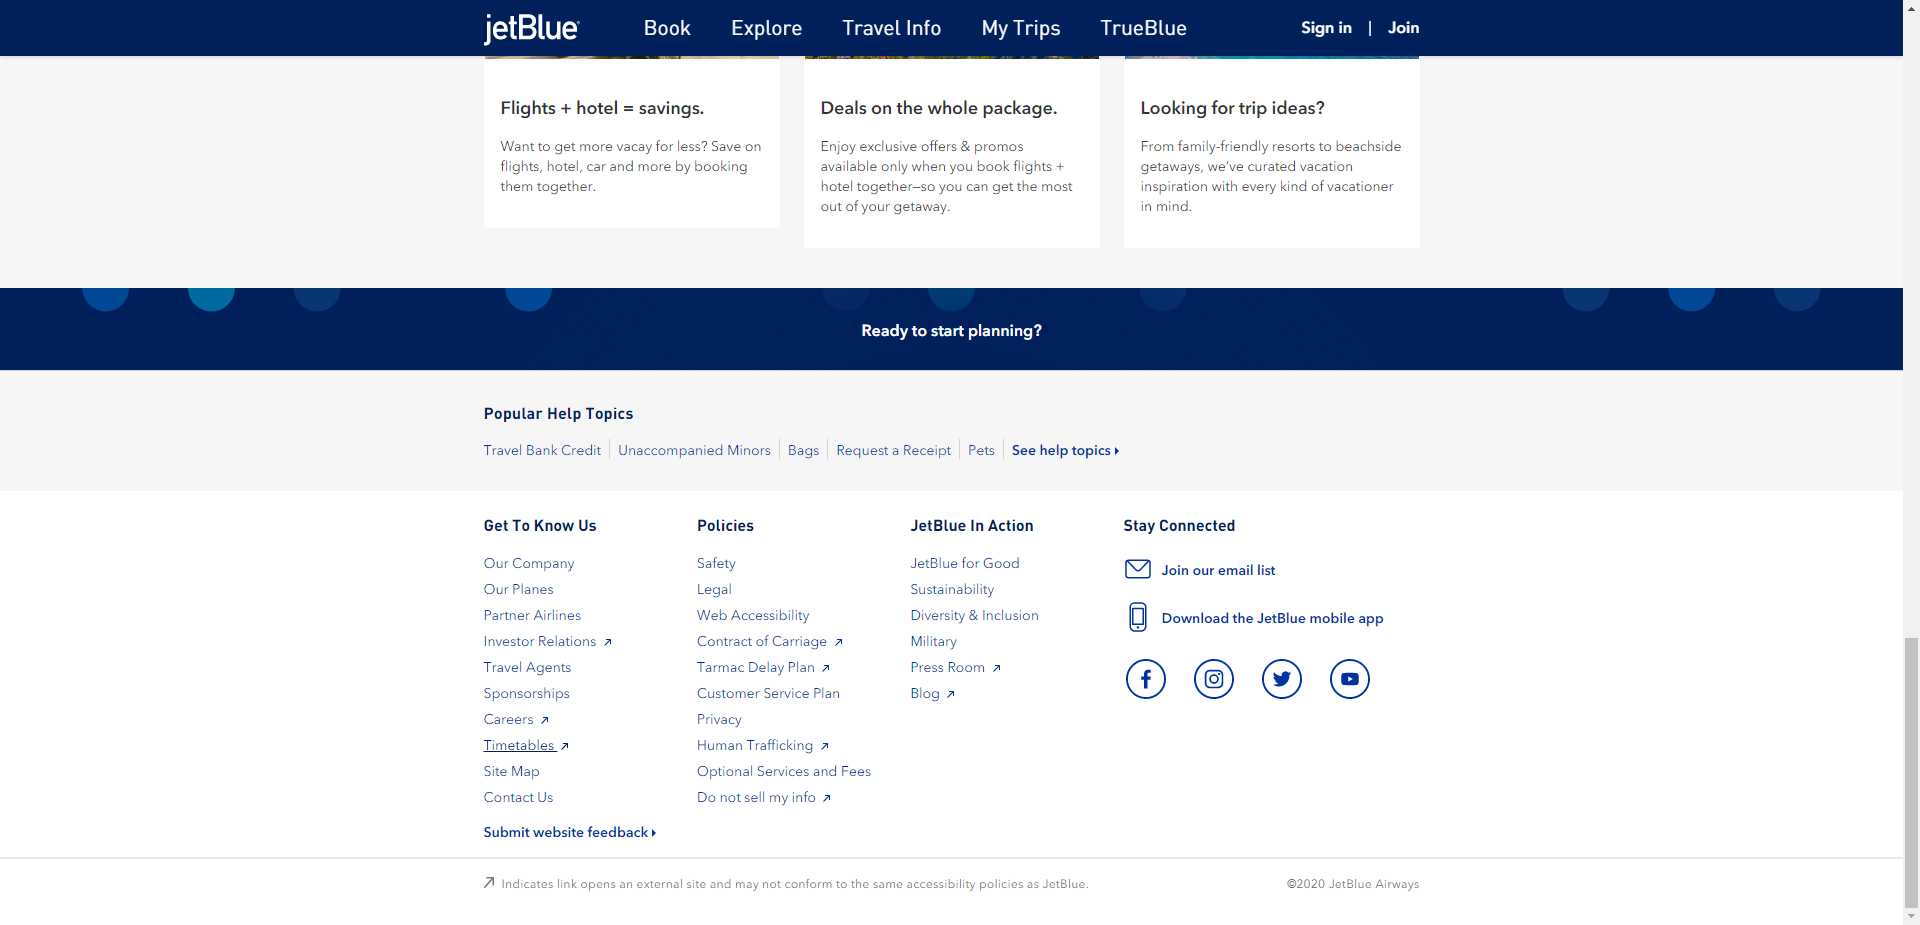 jetBlue Book Explore Travel Info My Trips TrueBlue Sign in | Join
Flights + hotel = savings.
Want to get more vacay for less? Save on
flights, hotel, car and more by booking
them together.
Deals on the whole package.
Enjoy exclusive offers & promos
available only when you book flights +
hotel together—so you can get the most
out of your getaway.
Looking for trip ideas?
From family-friendly resorts to beachside
getaways, we’ve curated vacation
inspiration with every kind of vacationer
in mind.
Ready to start planning?
Popular Help Topics
Travel Bank Credit Unaccompanied Minors Bags Request a Receipt Pets See help topics
Get To Know Us
Our Company
Our Planes
Partner Airlines
Investor Relations
Travel Agents
Sponsorships
Careers
Timetables
Site Map
Contact Us
Submit website feedback
Policies
Safety
Legal
Web Accessibility
Contract of Carriage
Tarmac Delay Plan
Customer Service Plan
Privacy
Human Trafficking
Optional Services and Fees
Do not sell my info
JetBlue In Action
JetBlue for Good
Sustainability
Diversity & Inclusion
Military
Press Room
Blog
Stay Connected
Join our email list
Download the JetBlue mobile app
Indicates link opens an external site and may not conform to the same accessibility policies as JetBlue.
©2020 JetBlue Airways